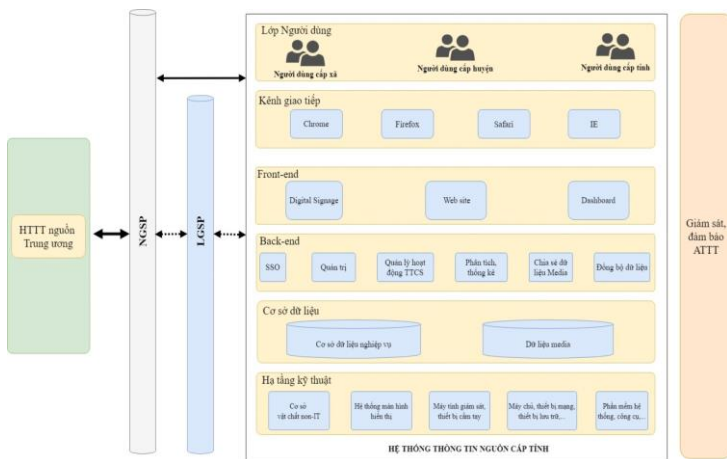 Lớp Người dùng
Người dùng cấp xã
Người dùng cấp huyện
Người dùng cấp tỉnh
Kênh giao tiếp
Chrome
Firefox
Safari
IE
Front-end
Digital Signage
Web site
Dashboard
Back-end
SSO
Quản trị
Quản lý hoạt
động TTCS
Phân tích,
thống kê
Chia sẻ dữ
liệu Media
Đồng bộ dữ liệu
Cơ sở dữ liệu
Cơ sở dữ liệu nghiệp vụ
Dữ liệu media
Hạ tầng kỹ thuật
Cơ sở
vật chất non-IT
Hệ thống màn hình
hiển thị
Máy tính giám sát,
thiết bị cầm tay
Máy chủ, thiết bị mạng,
thiết bị lưu trữ,...
Phần mềm hệ
thống, công cụ,...
HỆ THỐNG THÔNG TIN NGUỒN CẤP TỈNH
HTTT nguồn
Trung ương
NGSP
LGSP
Giám sát,
đảm bảo
ATTT